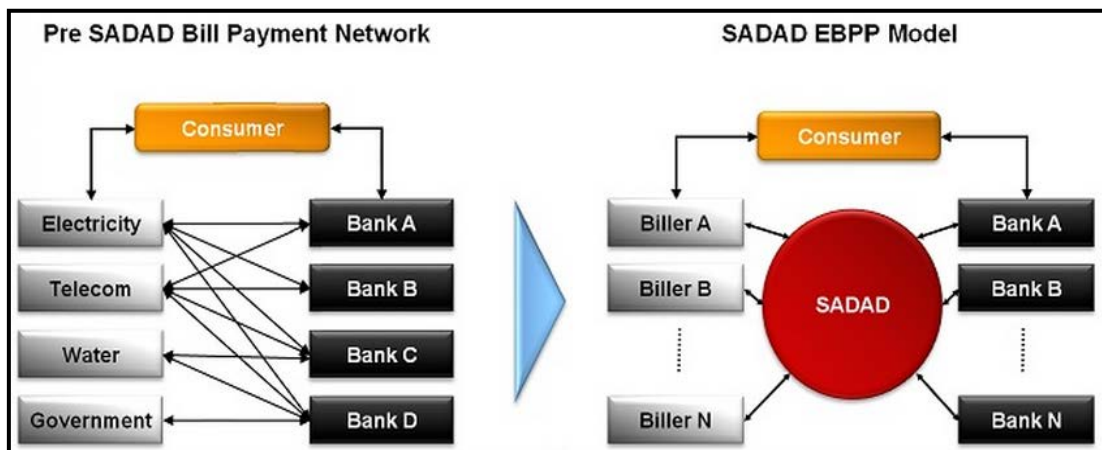 Pre SADAD Bill Payment Network
Consumer
Electricity
Bank A
Telecom
Bank B
Water
Bank C
Government
Bank D
SADAD EBPP Model
Consumer
Biller A
Bank A
Biller B
Bank B
SADAD
Biller N
Bank N